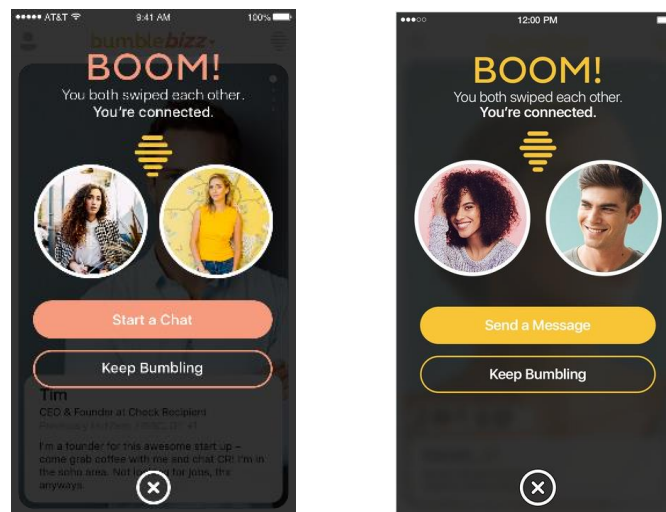 AT&T 9:41 AM 100%
bumble bizz
BOOM!
You both swiped each other.
You're connected.
Start a Chat
Keep Bumbling
Tim
CEO & Founder at Check Recipient
I'm a founder for this awesome start up –
come grab coffee with me and chat CR! I'm in
the soho area. Not looking for jobs, thx
anyways.
12:00 PM
BOOM!
You both swiped each other.
You're connected.
Send a Message
Keep Bumbling